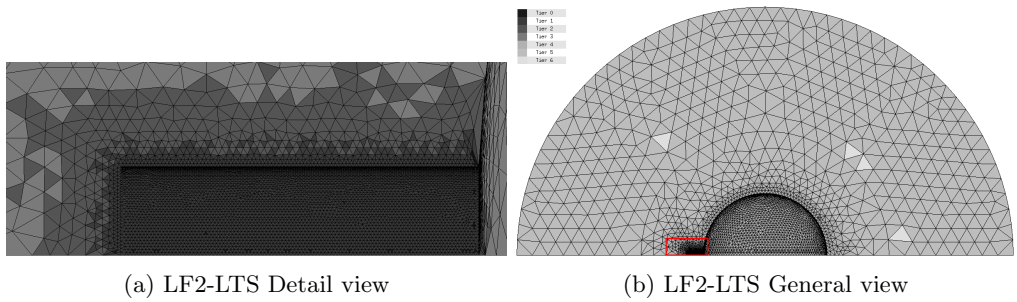 Tier 0
Tier 1
Tier 2
Tier 3
Tier 4
Tier 5
Tier 6
(a) LF2-LTS Detail view
(b) LF2-LTS General view